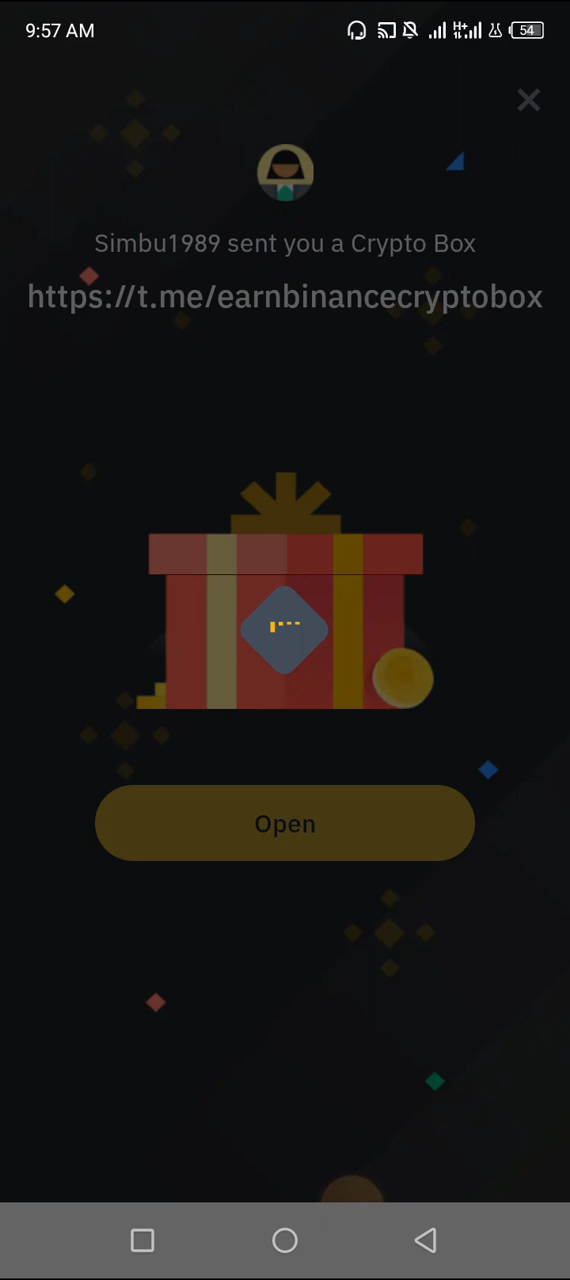 9:57 AM
H+
54
Simbu1989 sent you a Crypto Box
https://t.me/earnbinancecryptobox
Open